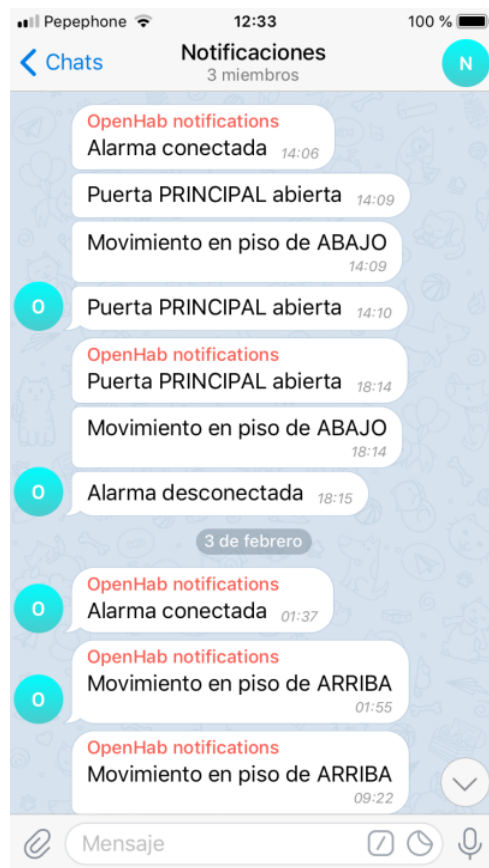 Pepephone 12:33 100 %
Chats Notificaciones N
3 miembros
OpenHab notifications
Alarma conectada 14:06
Puerta PRINCIPAL abierta 14:09
Movimiento en piso de ABAJO
14:09
O Puerta PRINCIPAL abierta 14:10
OpenHab notifications
Puerta PRINCIPAL abierta 18:14
Movimiento en piso de ABAJO
18:14
O Alarma desconectada 18:15
3 de febrero
OpenHab notifications
O Alarma conectada 01:37
OpenHab notifications
Movimiento en piso de ARRIBA
O 01:55
OpenHab notifications
Movimiento en piso de ARRIBA
09:22
Mensaje